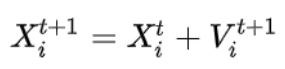 $X_i^{t+1} = X_i^t + V_i^{t+1}$